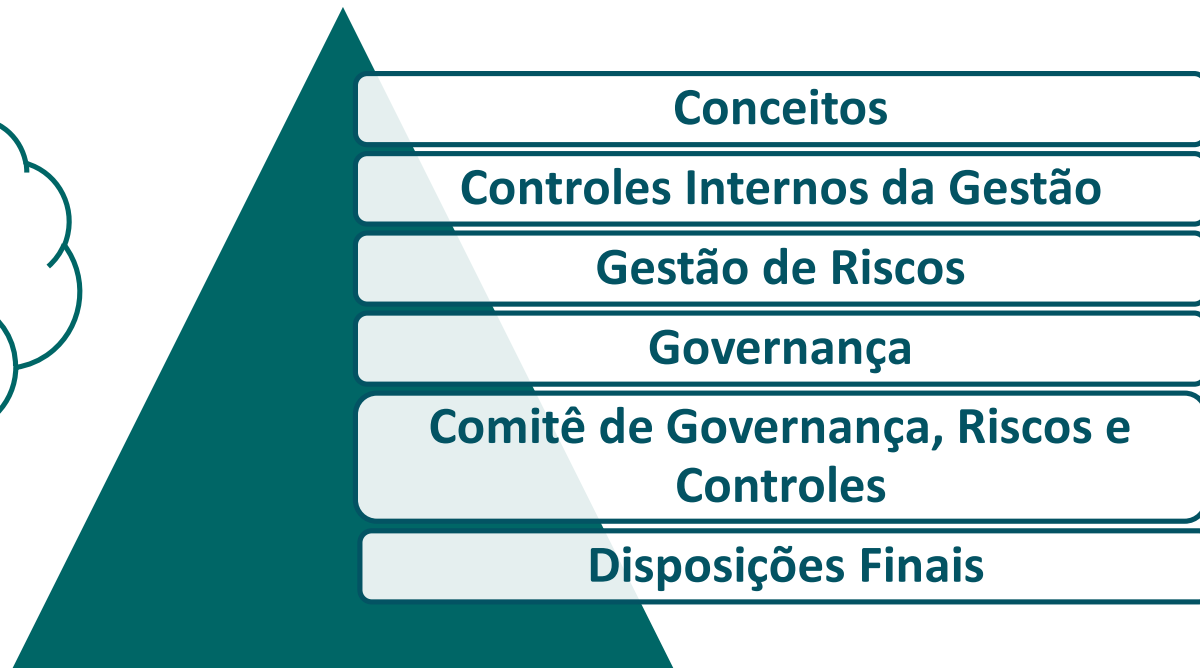 Conceitos
Controles Internos da Gestão
Gestão de Riscos
Governança
Comitê de Governança, Riscos e
Controles
Disposições Finais